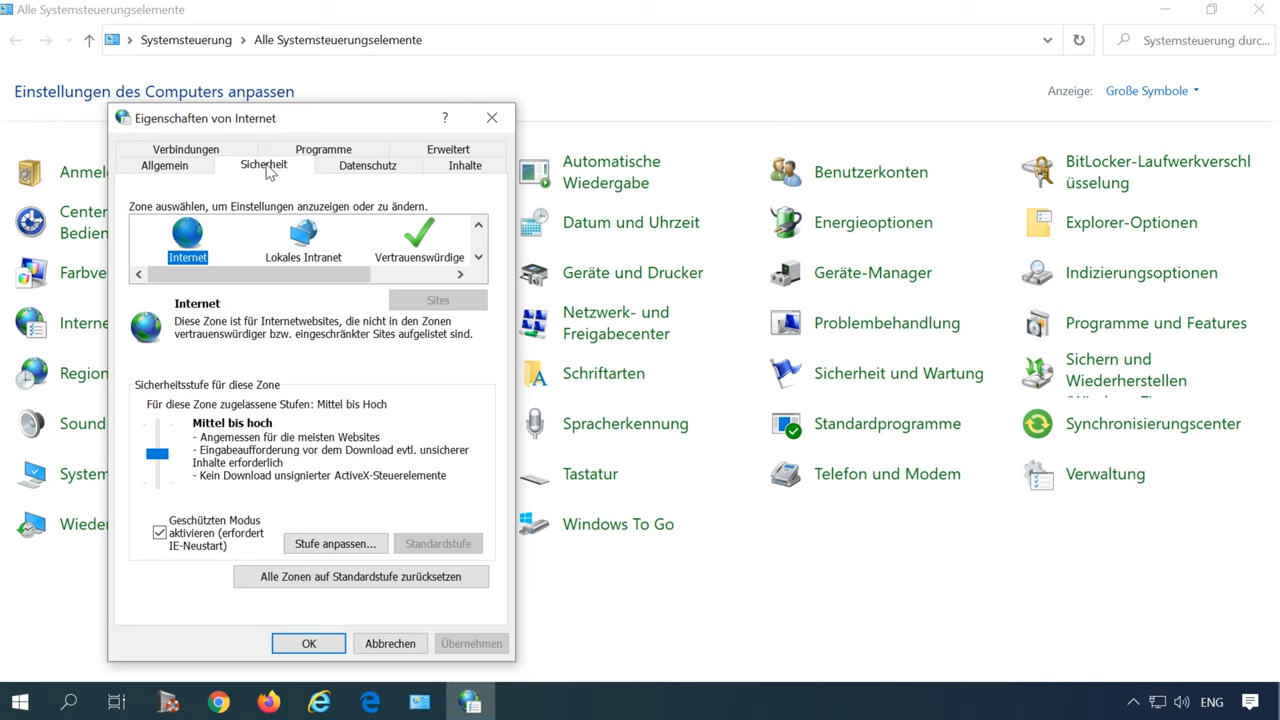 Alle Systemsteuerungselemente
Systemsteuerung
Alle Systemsteuerungselemente
Systemsteuerung durc...
Einstellungen des Computers anpassen
Anzeige:
Große Symbole
Eigenschaften von Internet
?
Verbindungen
Programme
Erweitert
Allgemein
Sicherheit
Datenschutz
Inhalte
Zone auswählen, um Einstellungen anzuzeigen oder zu ändern.
Internet
Lokales Intranet
Vertrauenswürdige
Sites
Internet
Diese Zone ist für Internetwebsites, die nicht in den Zonen
vertrauenswürdiger bzw. eingeschränkter Sites aufgelistet sind.
Sicherheitsstufe für diese Zone
Für diese Zone zugelassene Stufen: Mittel bis Hoch
Mittel bis hoch
- Angemessen für die meisten Websites
- Eingabeaufforderung vor dem Download evtl. unsicherer
Inhalte erforderlich
- Kein Download unsignierter ActiveX-Steuerelemente
Geschützten Modus
aktivieren (erfordert
IE-Neustart)
Stufe anpassen...
Standardstufe
Alle Zonen auf Standardstufe zurücksetzen
OK
Abbrechen
Übernehmen
Anmel
Center
Bedien
Farbve
Interne
Region
Sound
System
Wieder
Automatische
Wiedergabe
Datum und Uhrzeit
Geräte und Drucker
Netzwerk- und
Freigabecenter
Schriftarten
Spracherkennung
Tastatur
Windows To Go
Benutzerkonten
Energieoptionen
Geräte-Manager
Problembehandlung
Sicherheit und Wartung
Standardprogramme
Telefon und Modem
BitLocker-Laufwerkverschl
üsselung
Explorer-Optionen
Indizierungsoptionen
Programme und Features
Sichern und
Wiederherstellen
Synchronisierungscenter
Verwaltung
ENG